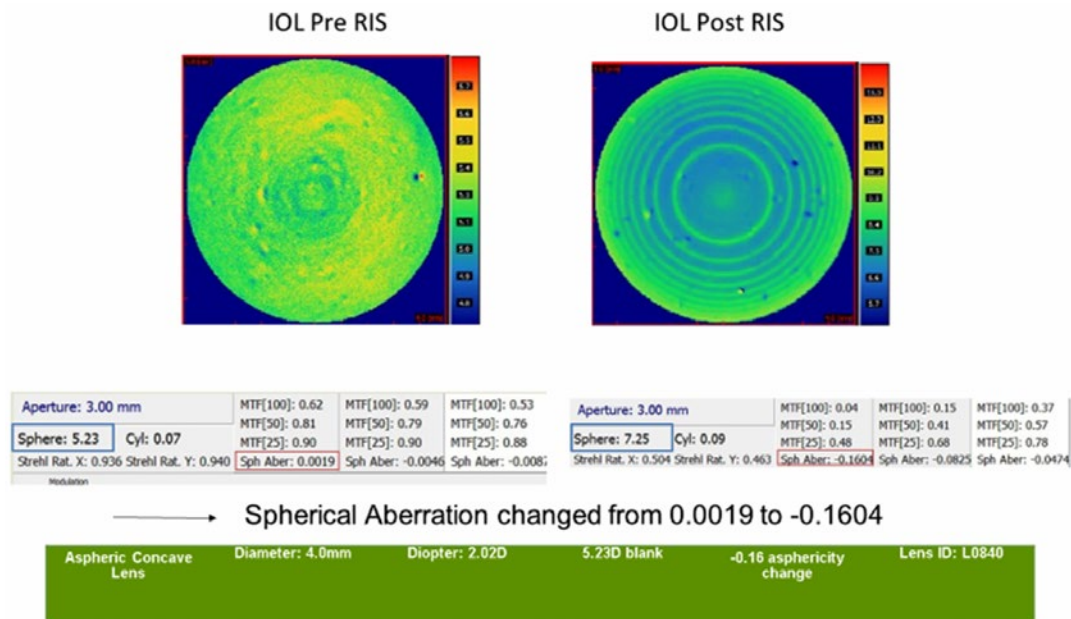 IOL Pre RIS
IOL Post RIS
Aperture: 3.00 mm
MTF[100]: 0.62
MTF[100]: 0.59
MTF[100]: 0.53
Sphere: 5.23
Cyl: 0.07
MTF[50]: 0.81
MTF[50]: 0.79
MTF[50]: 0.76
MTF[25]: 0.90
MTF[25]: 0.90
MTF[25]: 0.88
Strehl Rat. X: 0.936 Strehl Rat. Y: 0.940
Sph Aber: 0.0019
Sph Aber: -0.0046
Sph Aber: -0.0082
Modulation
Aperture: 3.00 mm
MTF[100]: 0.04
MTF[100]: 0.15
MTF[100]: 0.37
Sphere: 7.25
Cyl: 0.09
MTF[50]: 0.15
MTF[50]: 0.41
MTF[50]: 0.57
MTF[25]: 0.48
MTF[25]: 0.68
MTF[25]: 0.78
Strehl Rat. X: 0.504 Strehl Rat. Y: 0.463
Sph Aber: -0.1604
Sph Aber: -0.0825
Sph Aber: -0.0474
Spherical Aberration changed from 0.0019 to -0.1604
Aspheric Concave
Lens
Diameter: 4.0mm
Diopter: 2.02D
5.23D blank
-0.16 asphericity
change
Lens ID: L0840